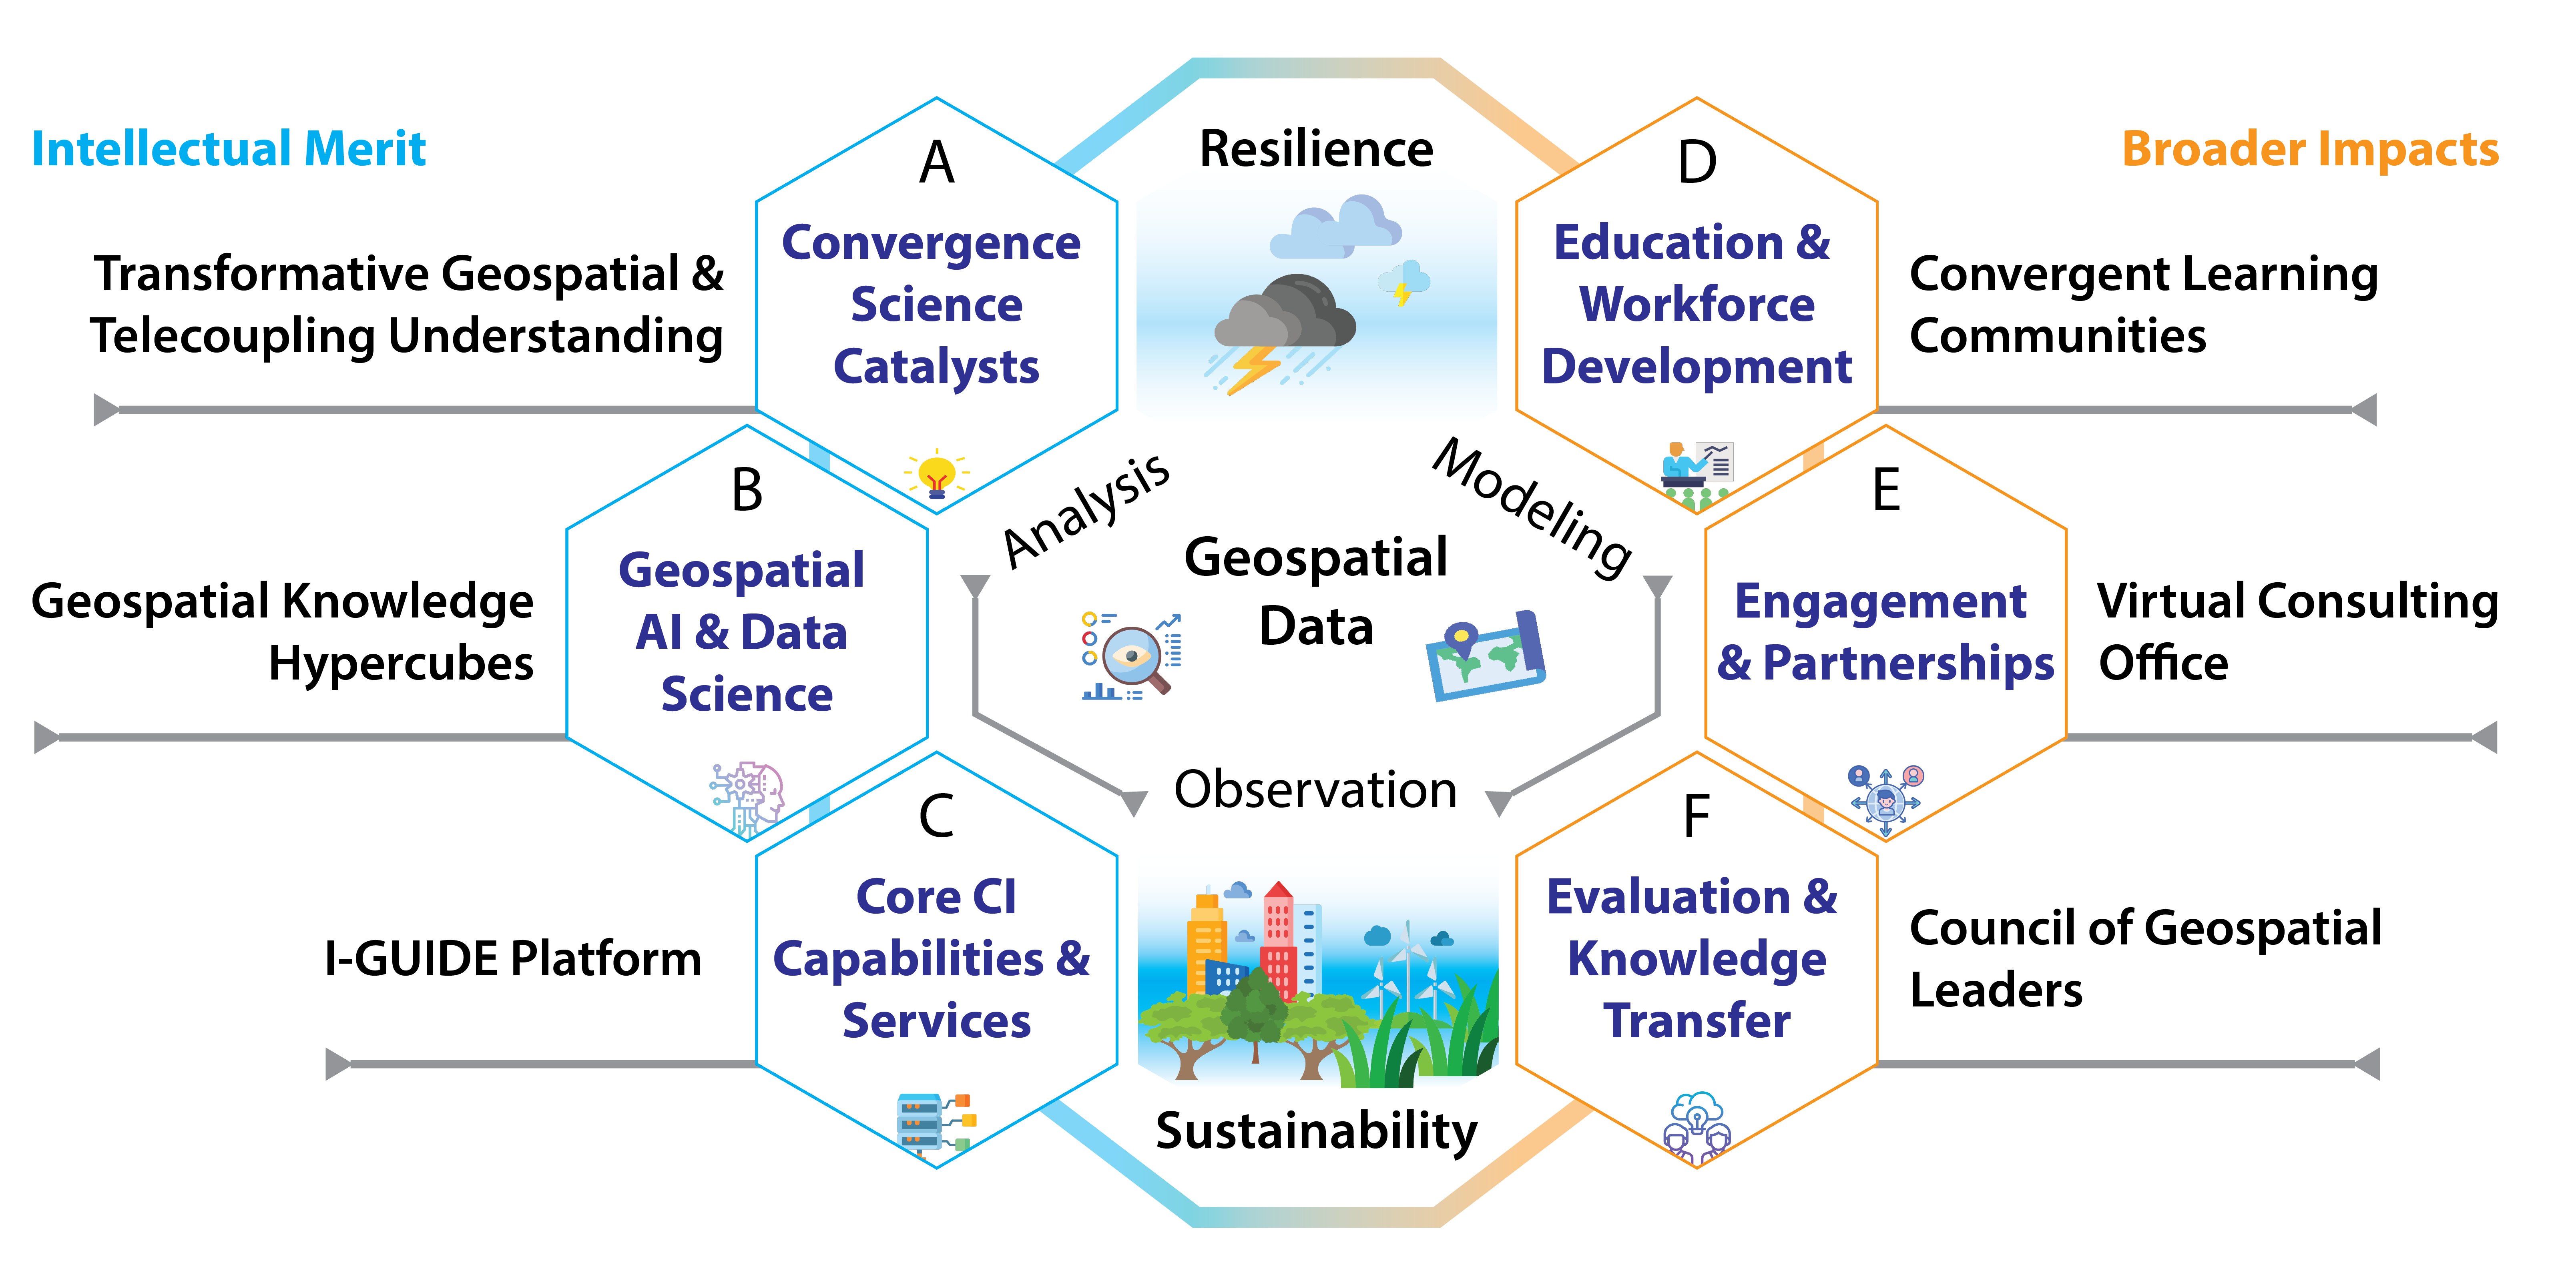 Intellectual Merit
Transformative Geospatial &
Telecoupling Understanding
Geospatial Knowledge
Hypercubes
I-GUIDE Platform
A
Convergence
Science
Catalysts
B
Geospatial
AI & Data
Science
C
Core CI
Capabilities &
Services
Resilience
Analysis
Modeling
Geospatial
Data
Observation
Sustainability
D
Education &
Workforce
Development
E
Engagement
& Partnerships
F
Evaluation &
Knowledge
Transfer
Broader Impacts
Convergent Learning
Communities
Virtual Consulting
Office
Council of Geospatial
Leaders